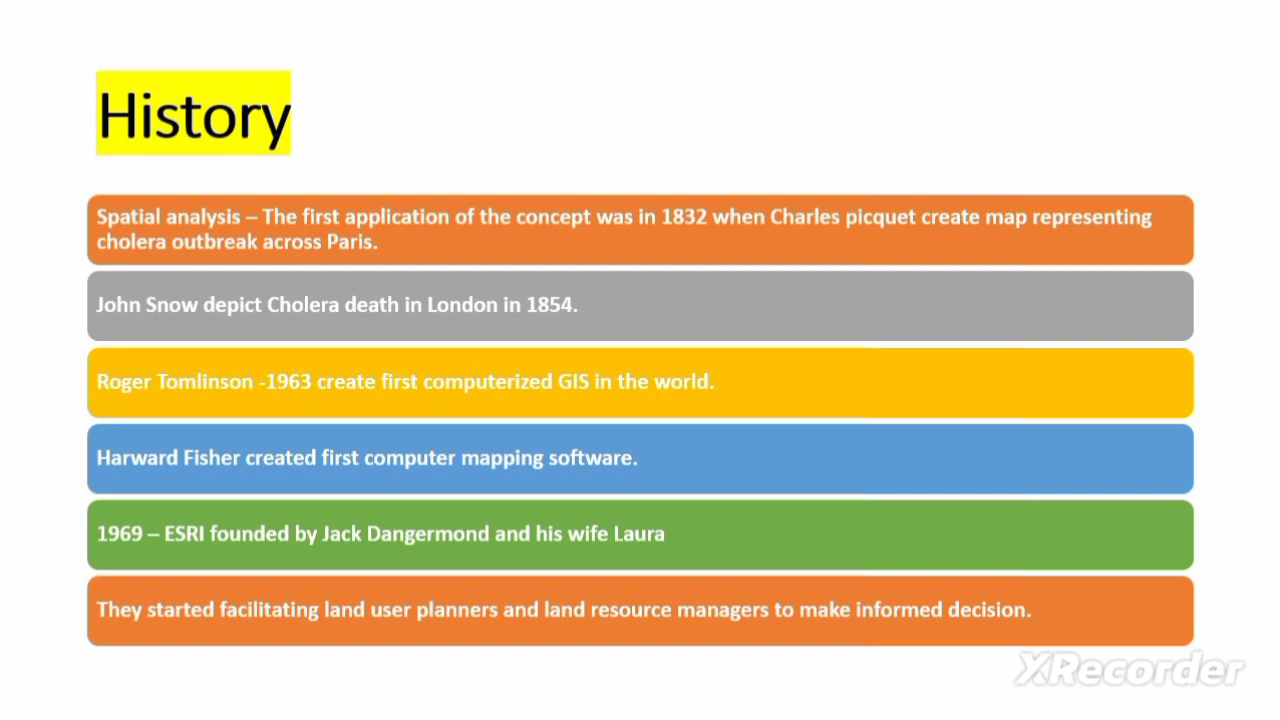 History
Spatial analysis – The first application of the concept was in 1832 when Charles picquet create map representing
cholera outbreak across Paris.
John Snow depict Cholera death in London in 1854.
Roger Tomlinson -1963 create first computerized GIS in the world.
Harward Fisher created first computer mapping software.
1969 – ESRI founded by Jack Dangermond and his wife Laura
They started facilitating land user planners and land resource managers to make informed decision.
XRecorder